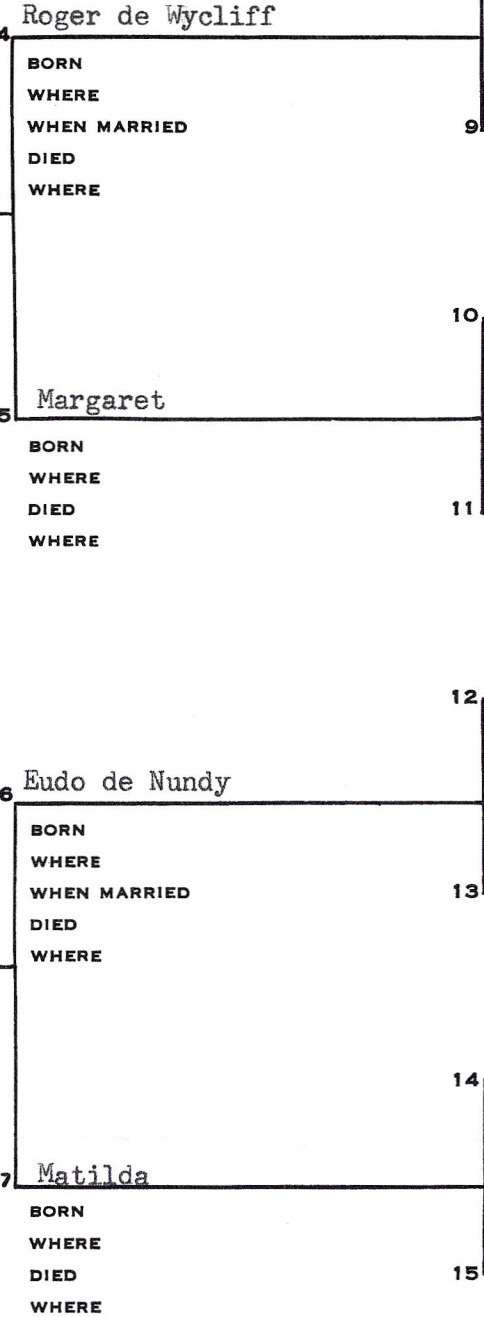 Roger de Wycliff
4
BORN
WHERE
WHEN MARRIED
9
DIED
WHERE
10
Margaret
5
BORN
WHERE
DIED
11
WHERE
12
Eudo de Nundy
6
BORN
WHERE
WHEN MARRIED
13
DIED
WHERE
14
Matilda
7
BORN
WHERE
DIED
15
WHERE